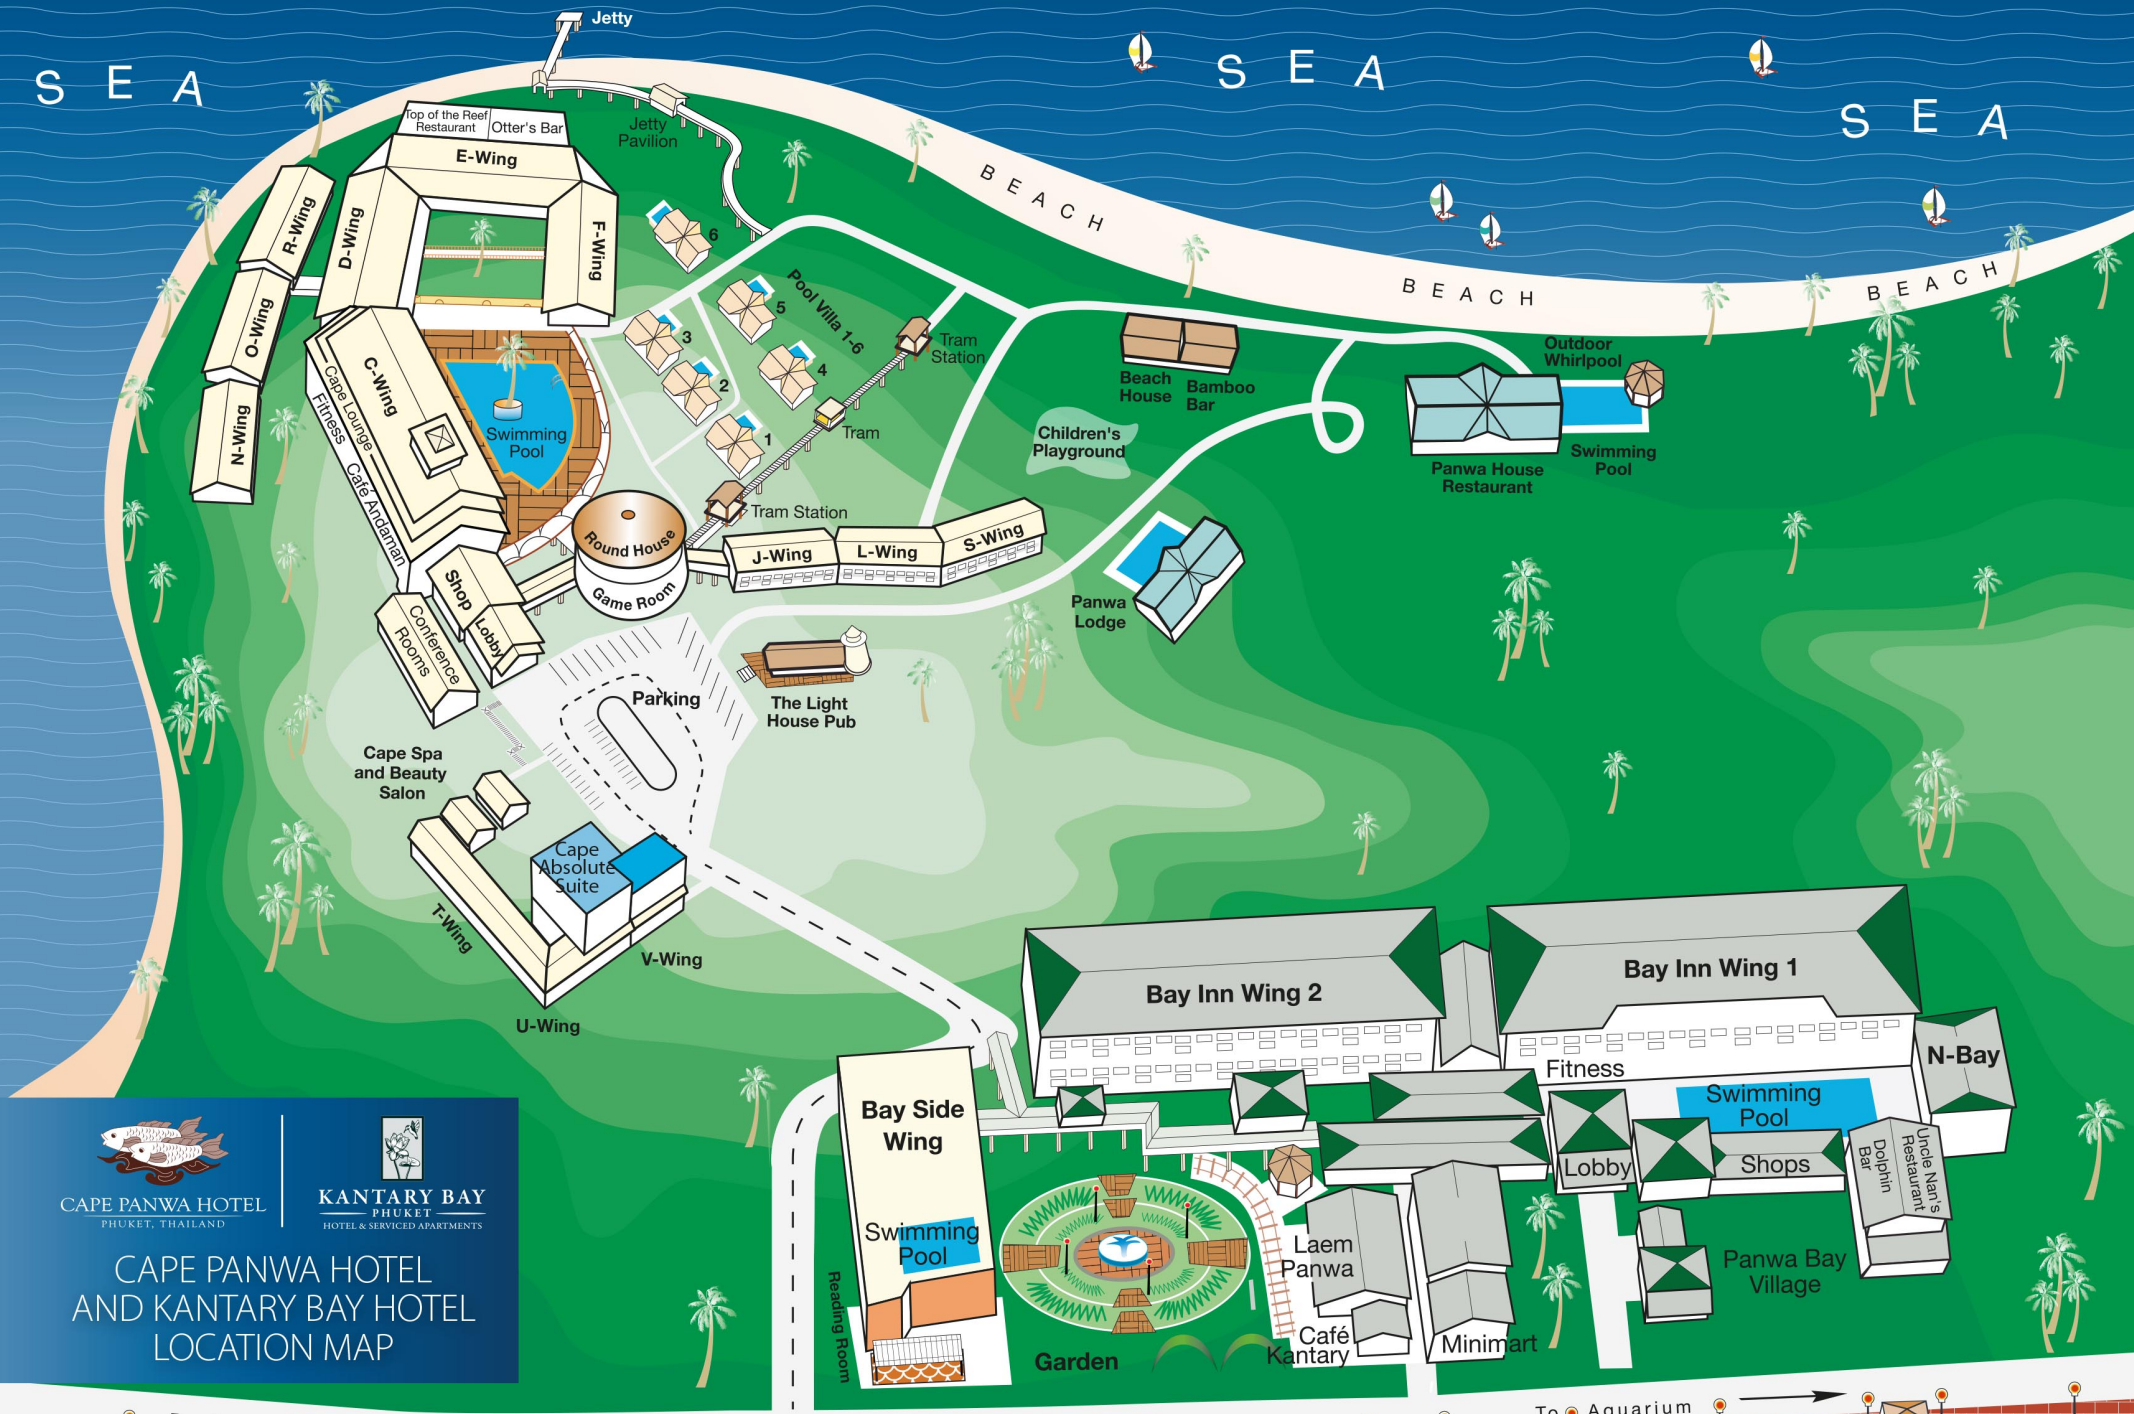 Jetty
S E A
S E A
S E A
Top of the Reef
Restaurant
Otter's Bar
Jetty
Pavilion
E-Wing
R-Wing
D-Wing
F-Wing
BEACH
BEACH
BEACH
6
5
3
4
2
1
Pool Villa 1-6
O-Wing
N-Wing
C-Wing
Cape Lounge
Fitness
Café Andaman
Swimming
Pool
Tram
Station
Tram
Tram Station
Beach
House
Bamboo
Bar
Children's
Playground
Outdoor
Whirlpool
Swimming
Pool
Panwa House
Restaurant
Round House
Game Room
J-Wing
L-Wing
S-Wing
Shop
Lobby
Conference
Rooms
Panwa
Lodge
Parking
The Light
House Pub
Cape Spa
and Beauty
Salon
Cape
Absolute
Suite
T-Wing
V-Wing
U-Wing
Bay Inn Wing 2
Bay Inn Wing 1
Fitness
N-Bay
Swimming
Pool
Bay Side
Wing
Lobby
Shops
Dolphin
Bar
Uncle Nan's
Restaurant
Swimming
Pool
Reading Room
Laem
Panwa
Panwa Bay
Village
Garden
Café
Kantary
Minimart
CAPE PANWA HOTEL
PHUKET, THAILAND
KANTARY BAY
PHUKET
HOTEL & SERVICED APARTMENTS
CAPE PANWA HOTEL
AND KANTARY BAY HOTEL
LOCATION MAP
To Aquarium